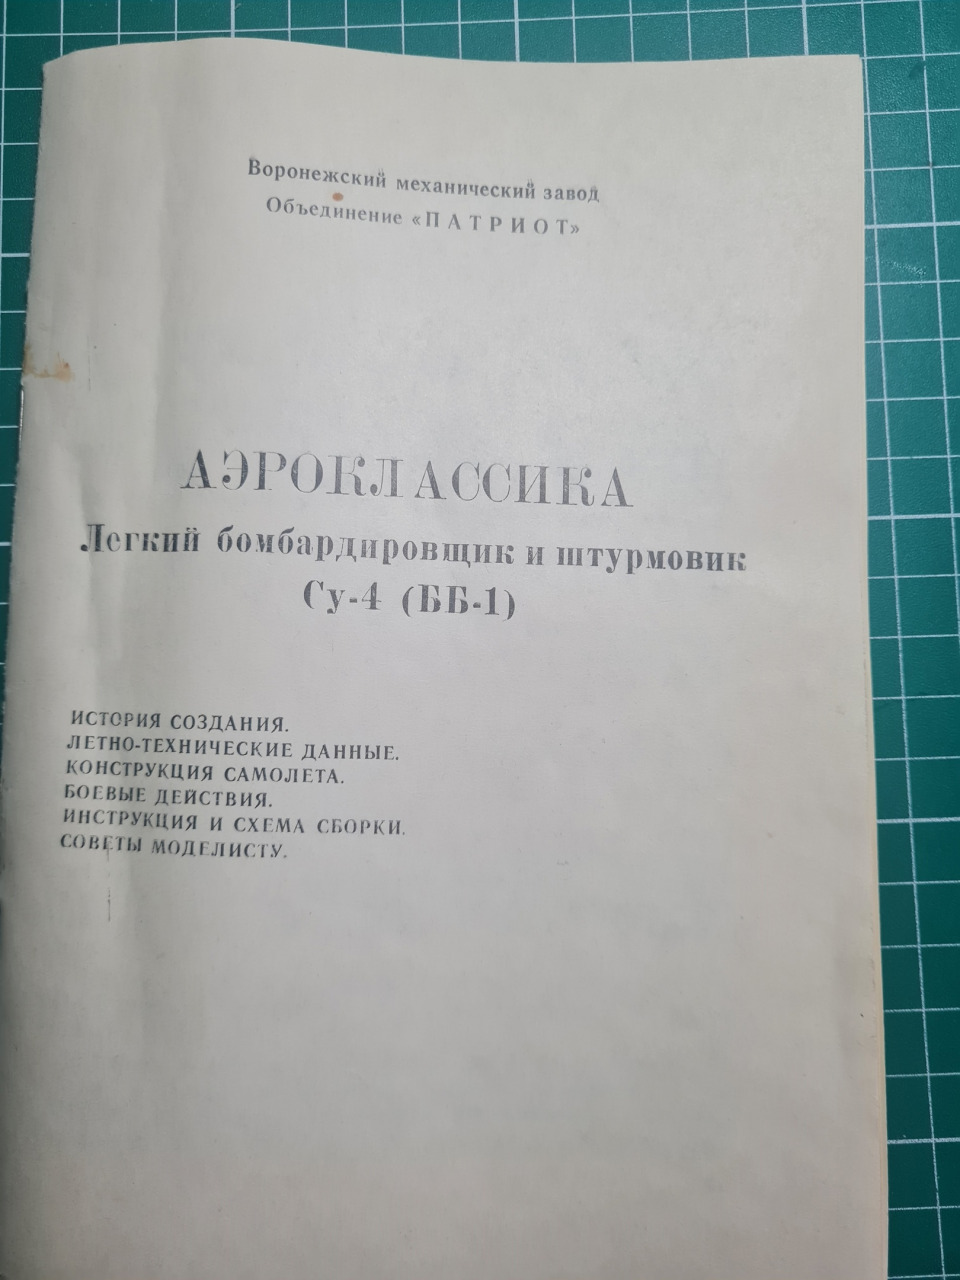 Воронежский механический завод
Объединение «ПАТРИОТ»
АЭРОКЛАССИКА
Легкий бомбардировщик и штурмовик
Су-4 (ББ-1)
ИСТОРИЯ СОЗДАНИЯ.
ЛЕТНО-ТЕХНИЧЕСКИЕ ДАННЫЕ.
КОНСТРУКЦИЯ САМОЛЕТА.
БОЕВЫЕ ДЕЙСТВИЯ.
ИНСТРУКЦИЯ И СХЕМА СБОРКИ.
СОВЕТЫ МОДЕЛИСТУ.